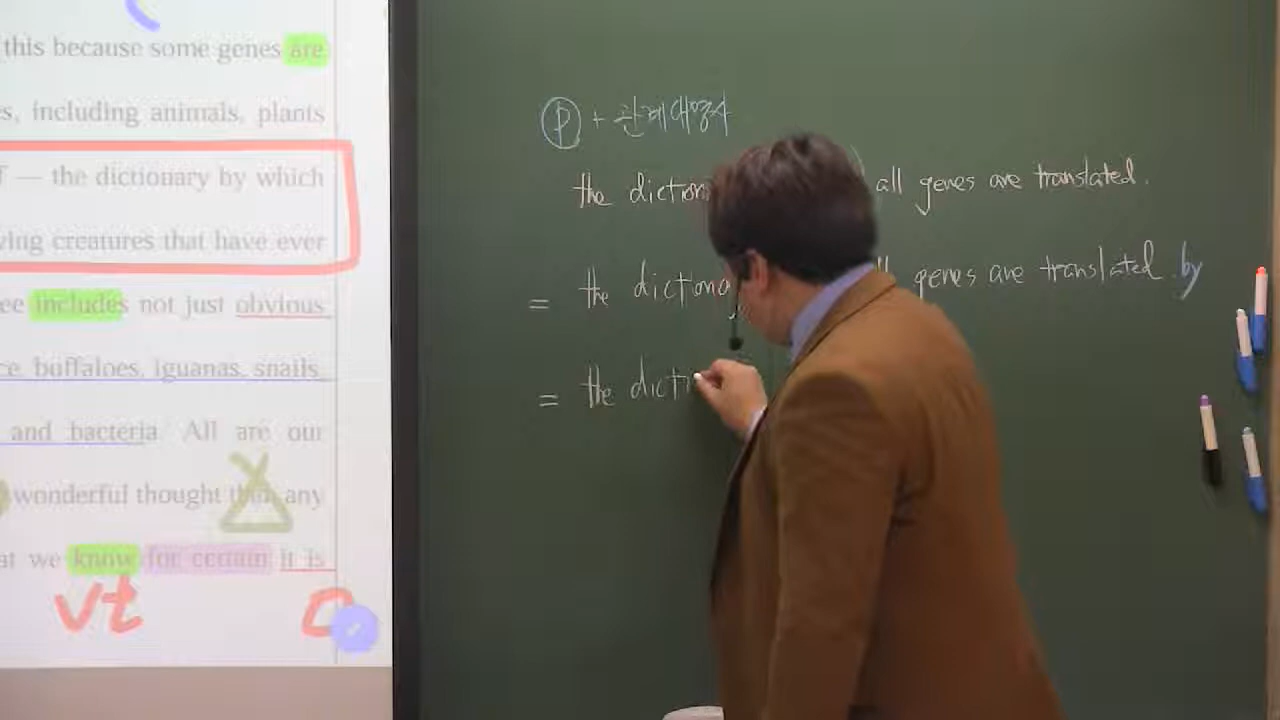 this because some genes are
s, including animals, plants
— the dictionary by which
ving creatures that have ever
ee includes not just obvious
ce buffaloes, iguanas, snails,
and bacteria. All are our
wonderful thought than any
at we know for certain it is
vt
P + 관계대명사
the diction all genes are translated.
= the dictiona ll genes are translated by
= the dicti